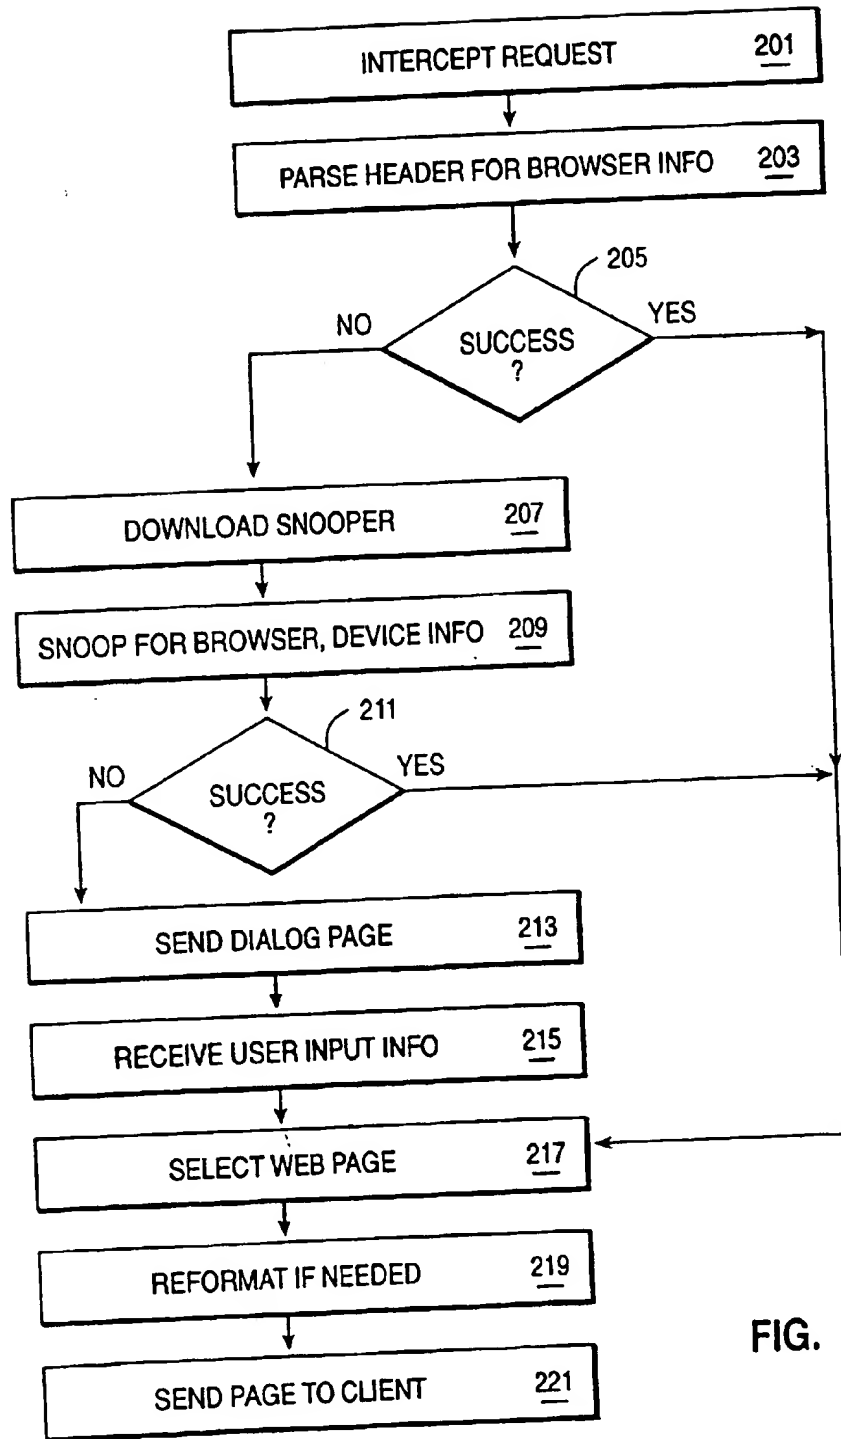 INTERCEPT REQUEST 201
PARSE HEADER FOR BROWSER INFO 203
205
NO
YES
SUCCESS
?
DOWNLOAD SNOOPER 207
SNOOP FOR BROWSER, DEVICE INFO 209
211
NO
YES
SUCCESS
?
SEND DIALOG PAGE 213
RECEIVE USER INPUT INFO 215
SELECT WEB PAGE 217
REFORMAT IF NEEDED 219
FIG.
SEND PAGE TO CLIENT 221